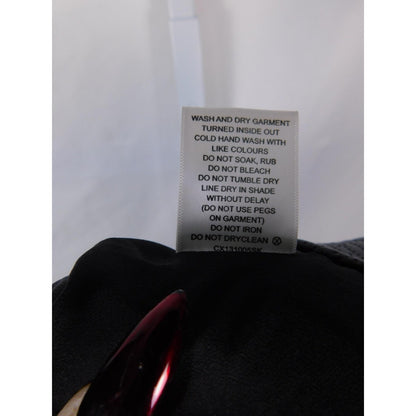 WASH AND DRY GARMENT
TURNED INSIDE OUT
COLD HAND WASH WITH
LIKE COLOURS
DO NOT SOAK, RUB
DO NOT BLEACH
DO NOT TUMBLE DRY
LINE DRY IN SHADE
WITHOUT DELAY
(DO NOT USE PEGS
ON GARMENT)
DO NOT IRON
DO NOT DRYCLEAN
CX131005SK